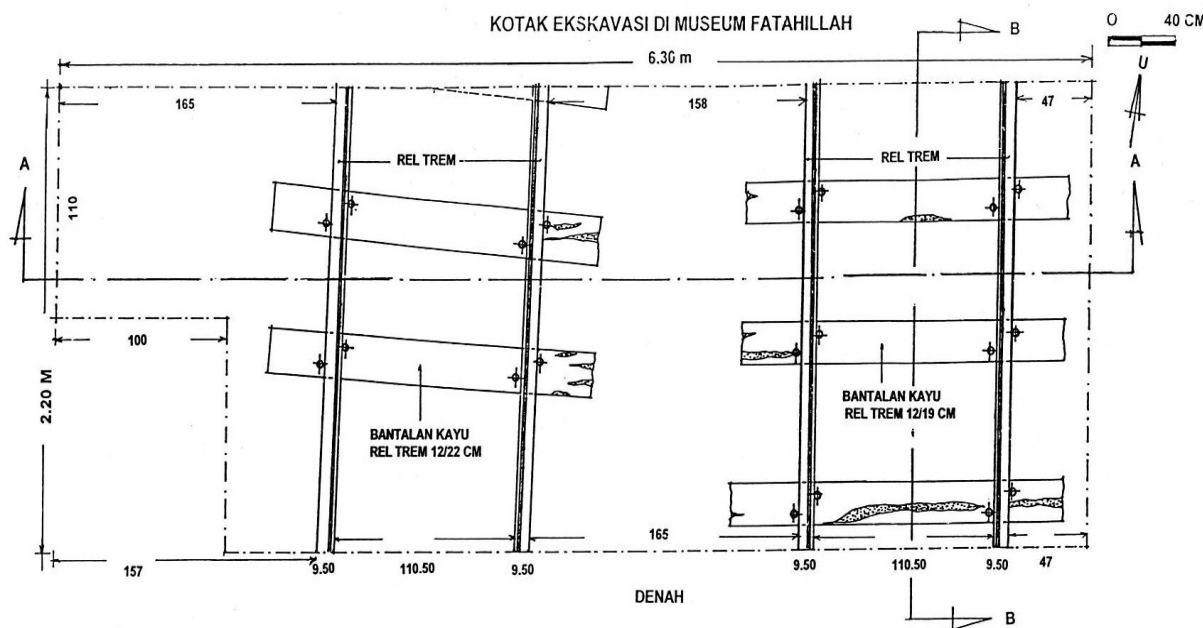 KOTAK EKSKAVASI DI MUSEUM FATAHILLAH
B
O 40 CM
6.30 m
U
165
158
47
A
REL TREM
REL TREM
A
110
100
2.20 M
BANTALAN KAYU
REL TREM 12/22 CM
BANTALAN KAYU
REL TREM 12/19 CM
165
157
9.50
110.50
9.50
9.50
110.50
9.50
47
DENAH
B